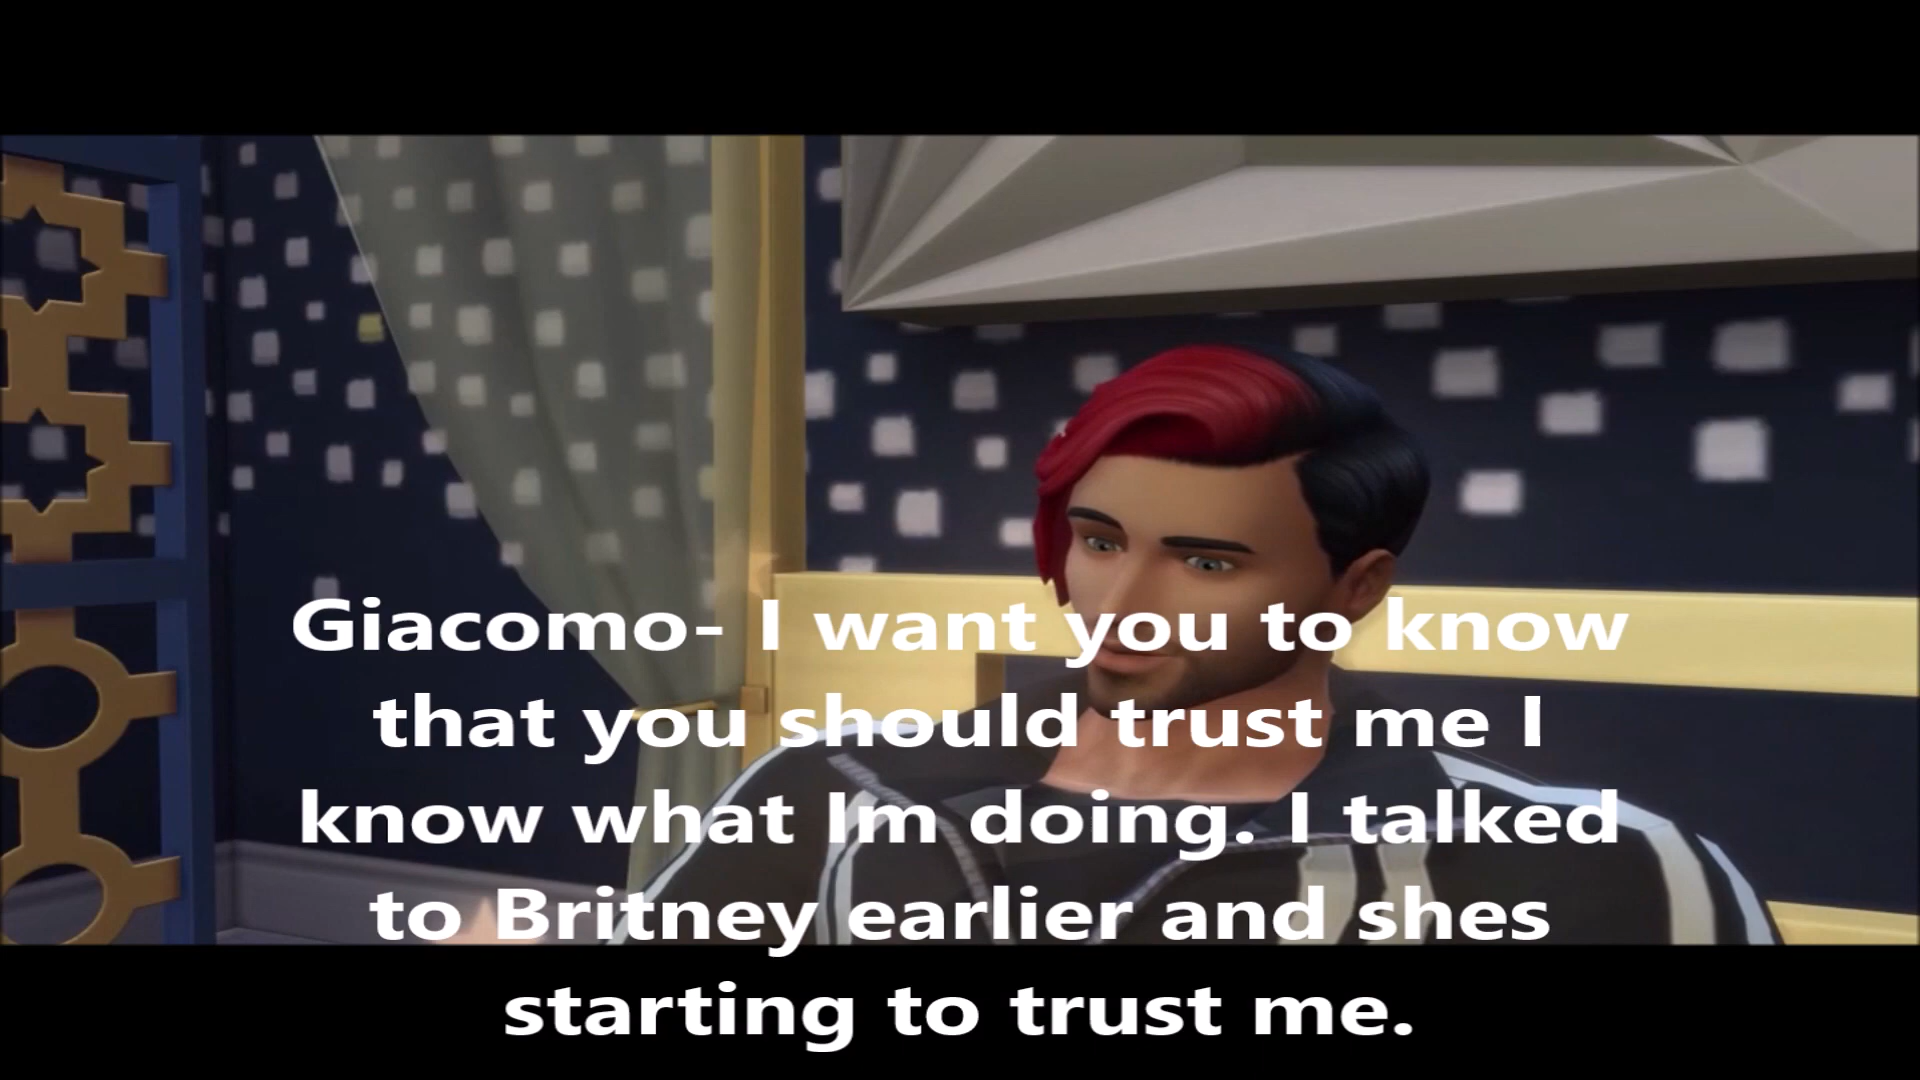 Giacomo- I want you to know
that you should trust me I
know what Im doing. I talked
to Britney earlier and shes
starting to trust me.